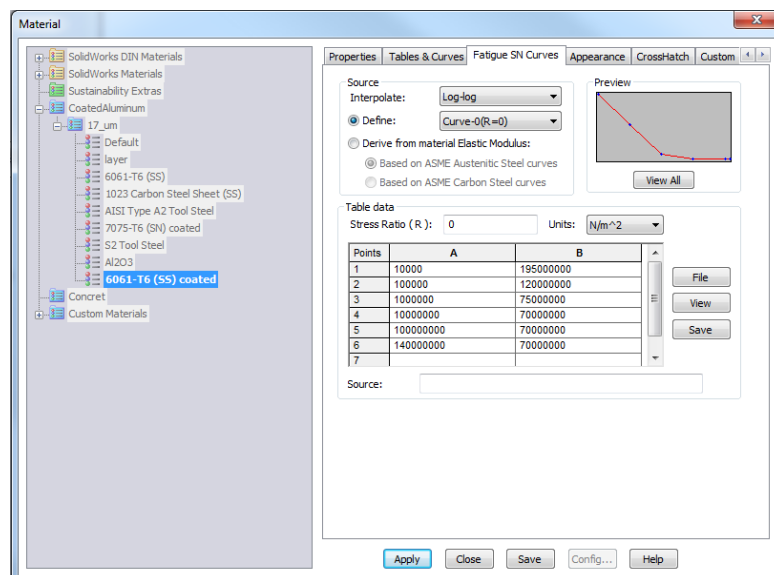 Material
SolidWorks DIN Materials
SolidWorks Materials
Sustainability Extras
CoatedAluminum
17_um
Default
layer
6061-T6 (SS)
1023 Carbon Steel Sheet (SS)
AISI Type A2 Tool Steel
7075-T6 (SN) coated
S2 Tool Steel
Al2O3
6061-T6 (SS) coated
Concret
Custom Materials
Properties Tables & Curves Fatigue SN Curves Appearance CrossHatch Custom
Source
Interpolate: Log-log
Define: Curve-0(R=0)
Derive from material Elastic Modulus:
Based on ASME Austenitic Steel curves
Based on ASME Carbon Steel curves
Preview
View All
Table data
Stress Ratio ( R ): 0 Units: N/m^2
Points A B
1 10000 195000000
2 100000 120000000
3 1000000 75000000
4 10000000 70000000
5 100000000 70000000
6 140000000 70000000
7
File
View
Save
Source:
Apply Close Save Config... Help